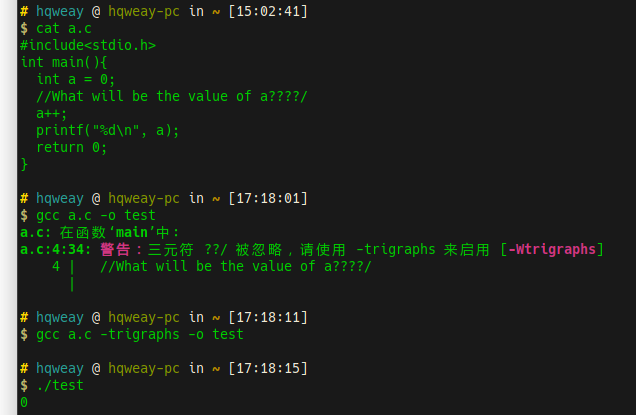 # hqweay @ hqweay-pc in ~ [15:02:41]
$ cat a.c
#include<stdio.h>
int main(){
  int a = 0;
  //What will be the value of a????/
  a++;
  printf("%d\n", a);
  return 0;
}
# hqweay @ hqweay-pc in ~ [17:18:01]
$ gcc a.c -o test
a.c: 在函数‘main’中：
a.c:4:34: 警告：三元符 ??/ 被忽略，请使用 -trigraphs 来启用 [-Wtrigraphs]
    4 |   //What will be the value of a????/
      |
# hqweay @ hqweay-pc in ~ [17:18:11]
$ gcc a.c -trigraphs -o test
# hqweay @ hqweay-pc in ~ [17:18:15]
$ ./test
0